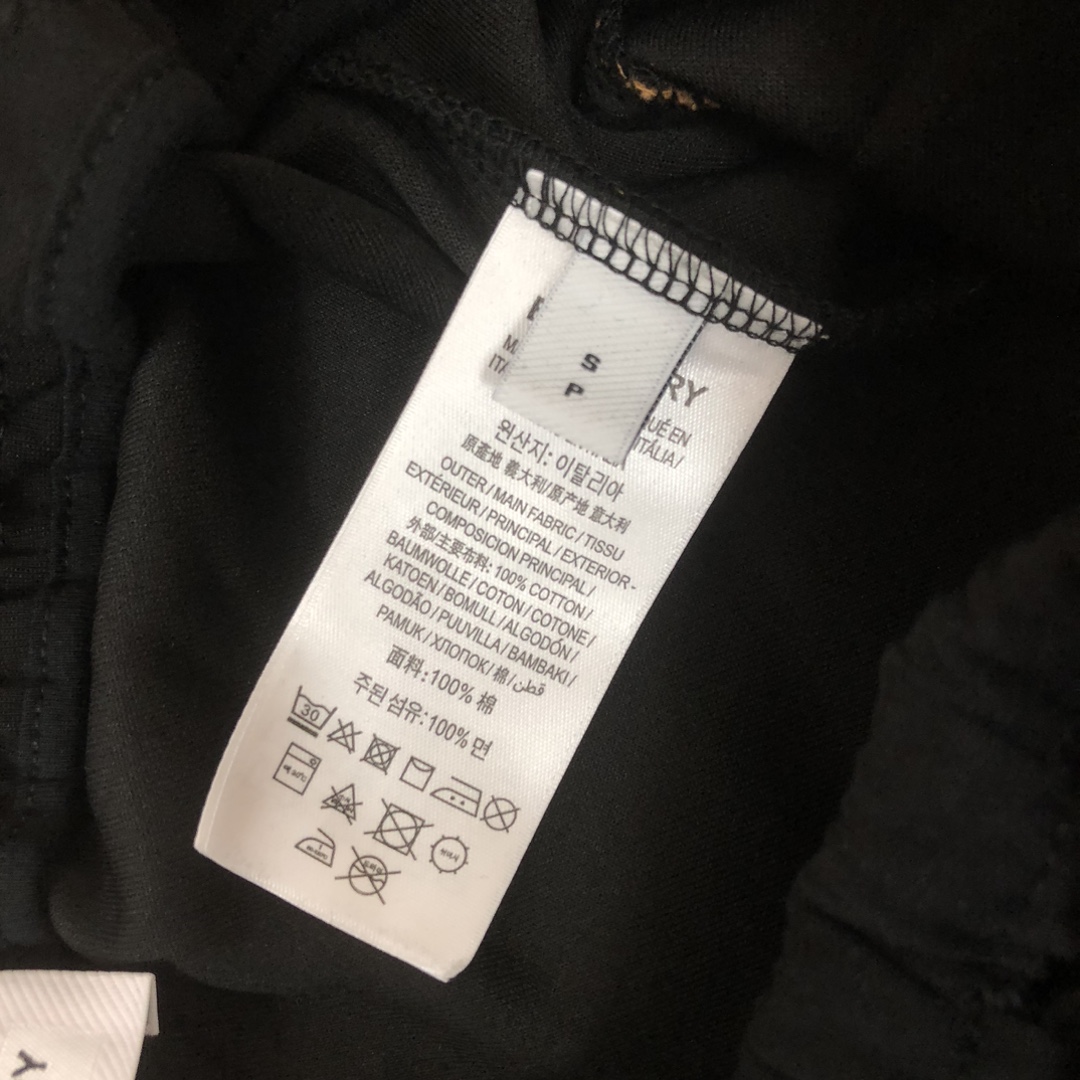 S
P
RY
UÉ EN
ITÁLIA/
원산지: 이탈리아
原產地 義大利/原产地 意大利
OUTER / MAIN FABRIC / TISSU
EXTÉRIEUR / PRINCIPAL / EXTERIOR -
COMPOSICION PRINCIPAL /
外部/主要布料: 100% COTTON /
BAUMWOLLE / COTON / COTONE /
KATOEN / BOMULL / ALGODÓN /
ALGODÃO / PUUVILLA / BAMBAKI /
PAMUK / ХЛОПОК / 棉 / قطن
面料:100% 棉
주된 섬유:100% 면
30
Y